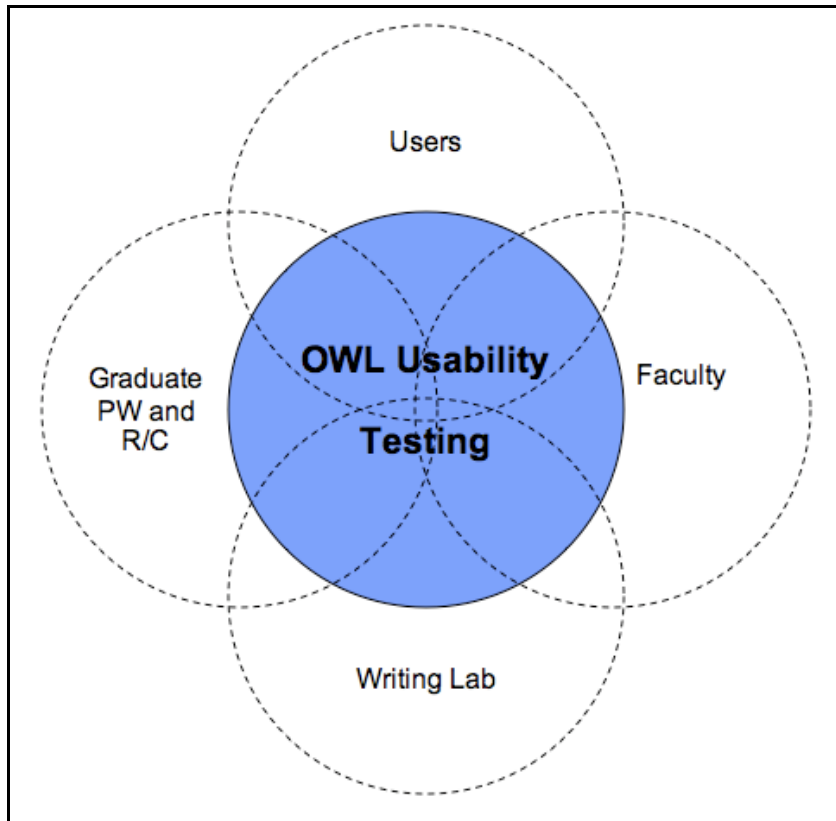 Users
OWL Usability
Testing
Graduate
PW and
R/C
Faculty
Writing Lab